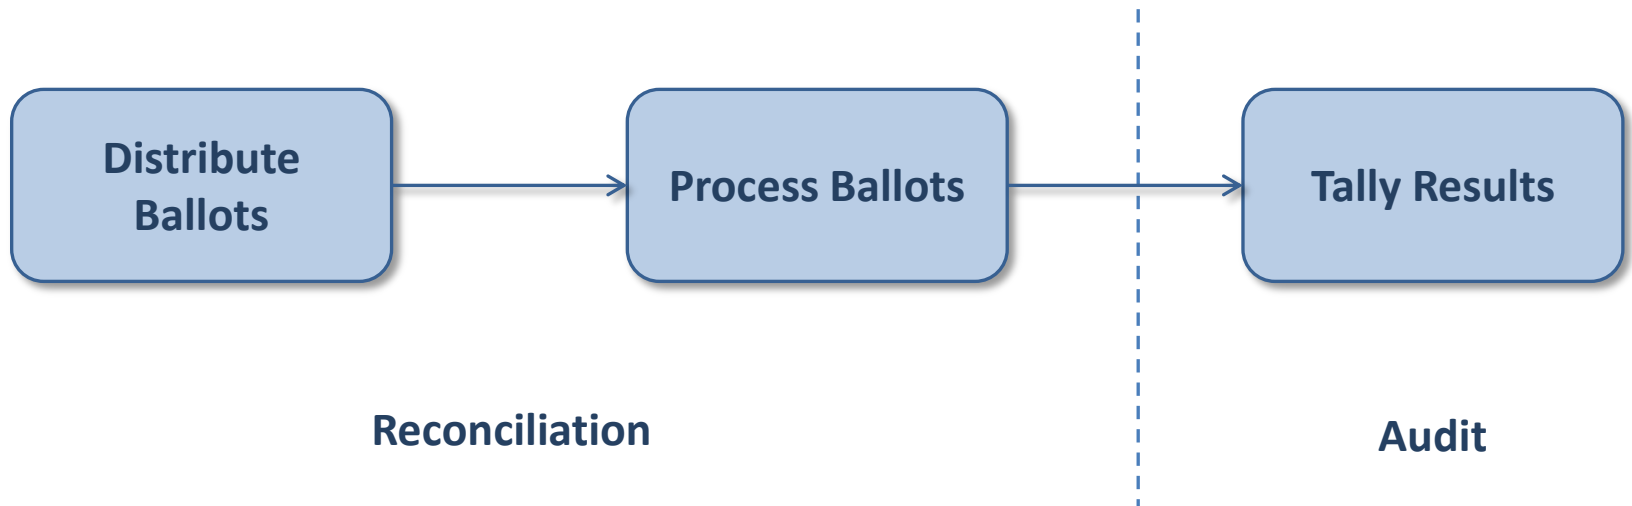 Distribute
Ballots
Process Ballots
Tally Results
Reconciliation
Audit